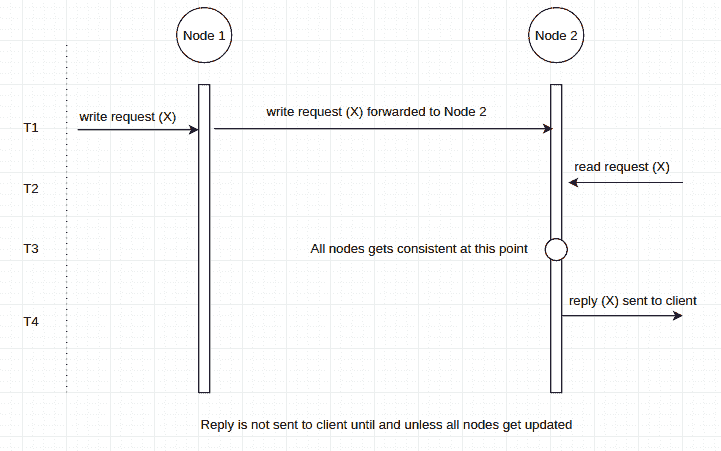 Node 1
Node 2
T1
write request (X)
write request (X) forwarded to Node 2
read request (X)
T2
T3
All nodes gets consistent at this point
reply (X) sent to client
T4
Reply is not sent to client until and unless all nodes get updated